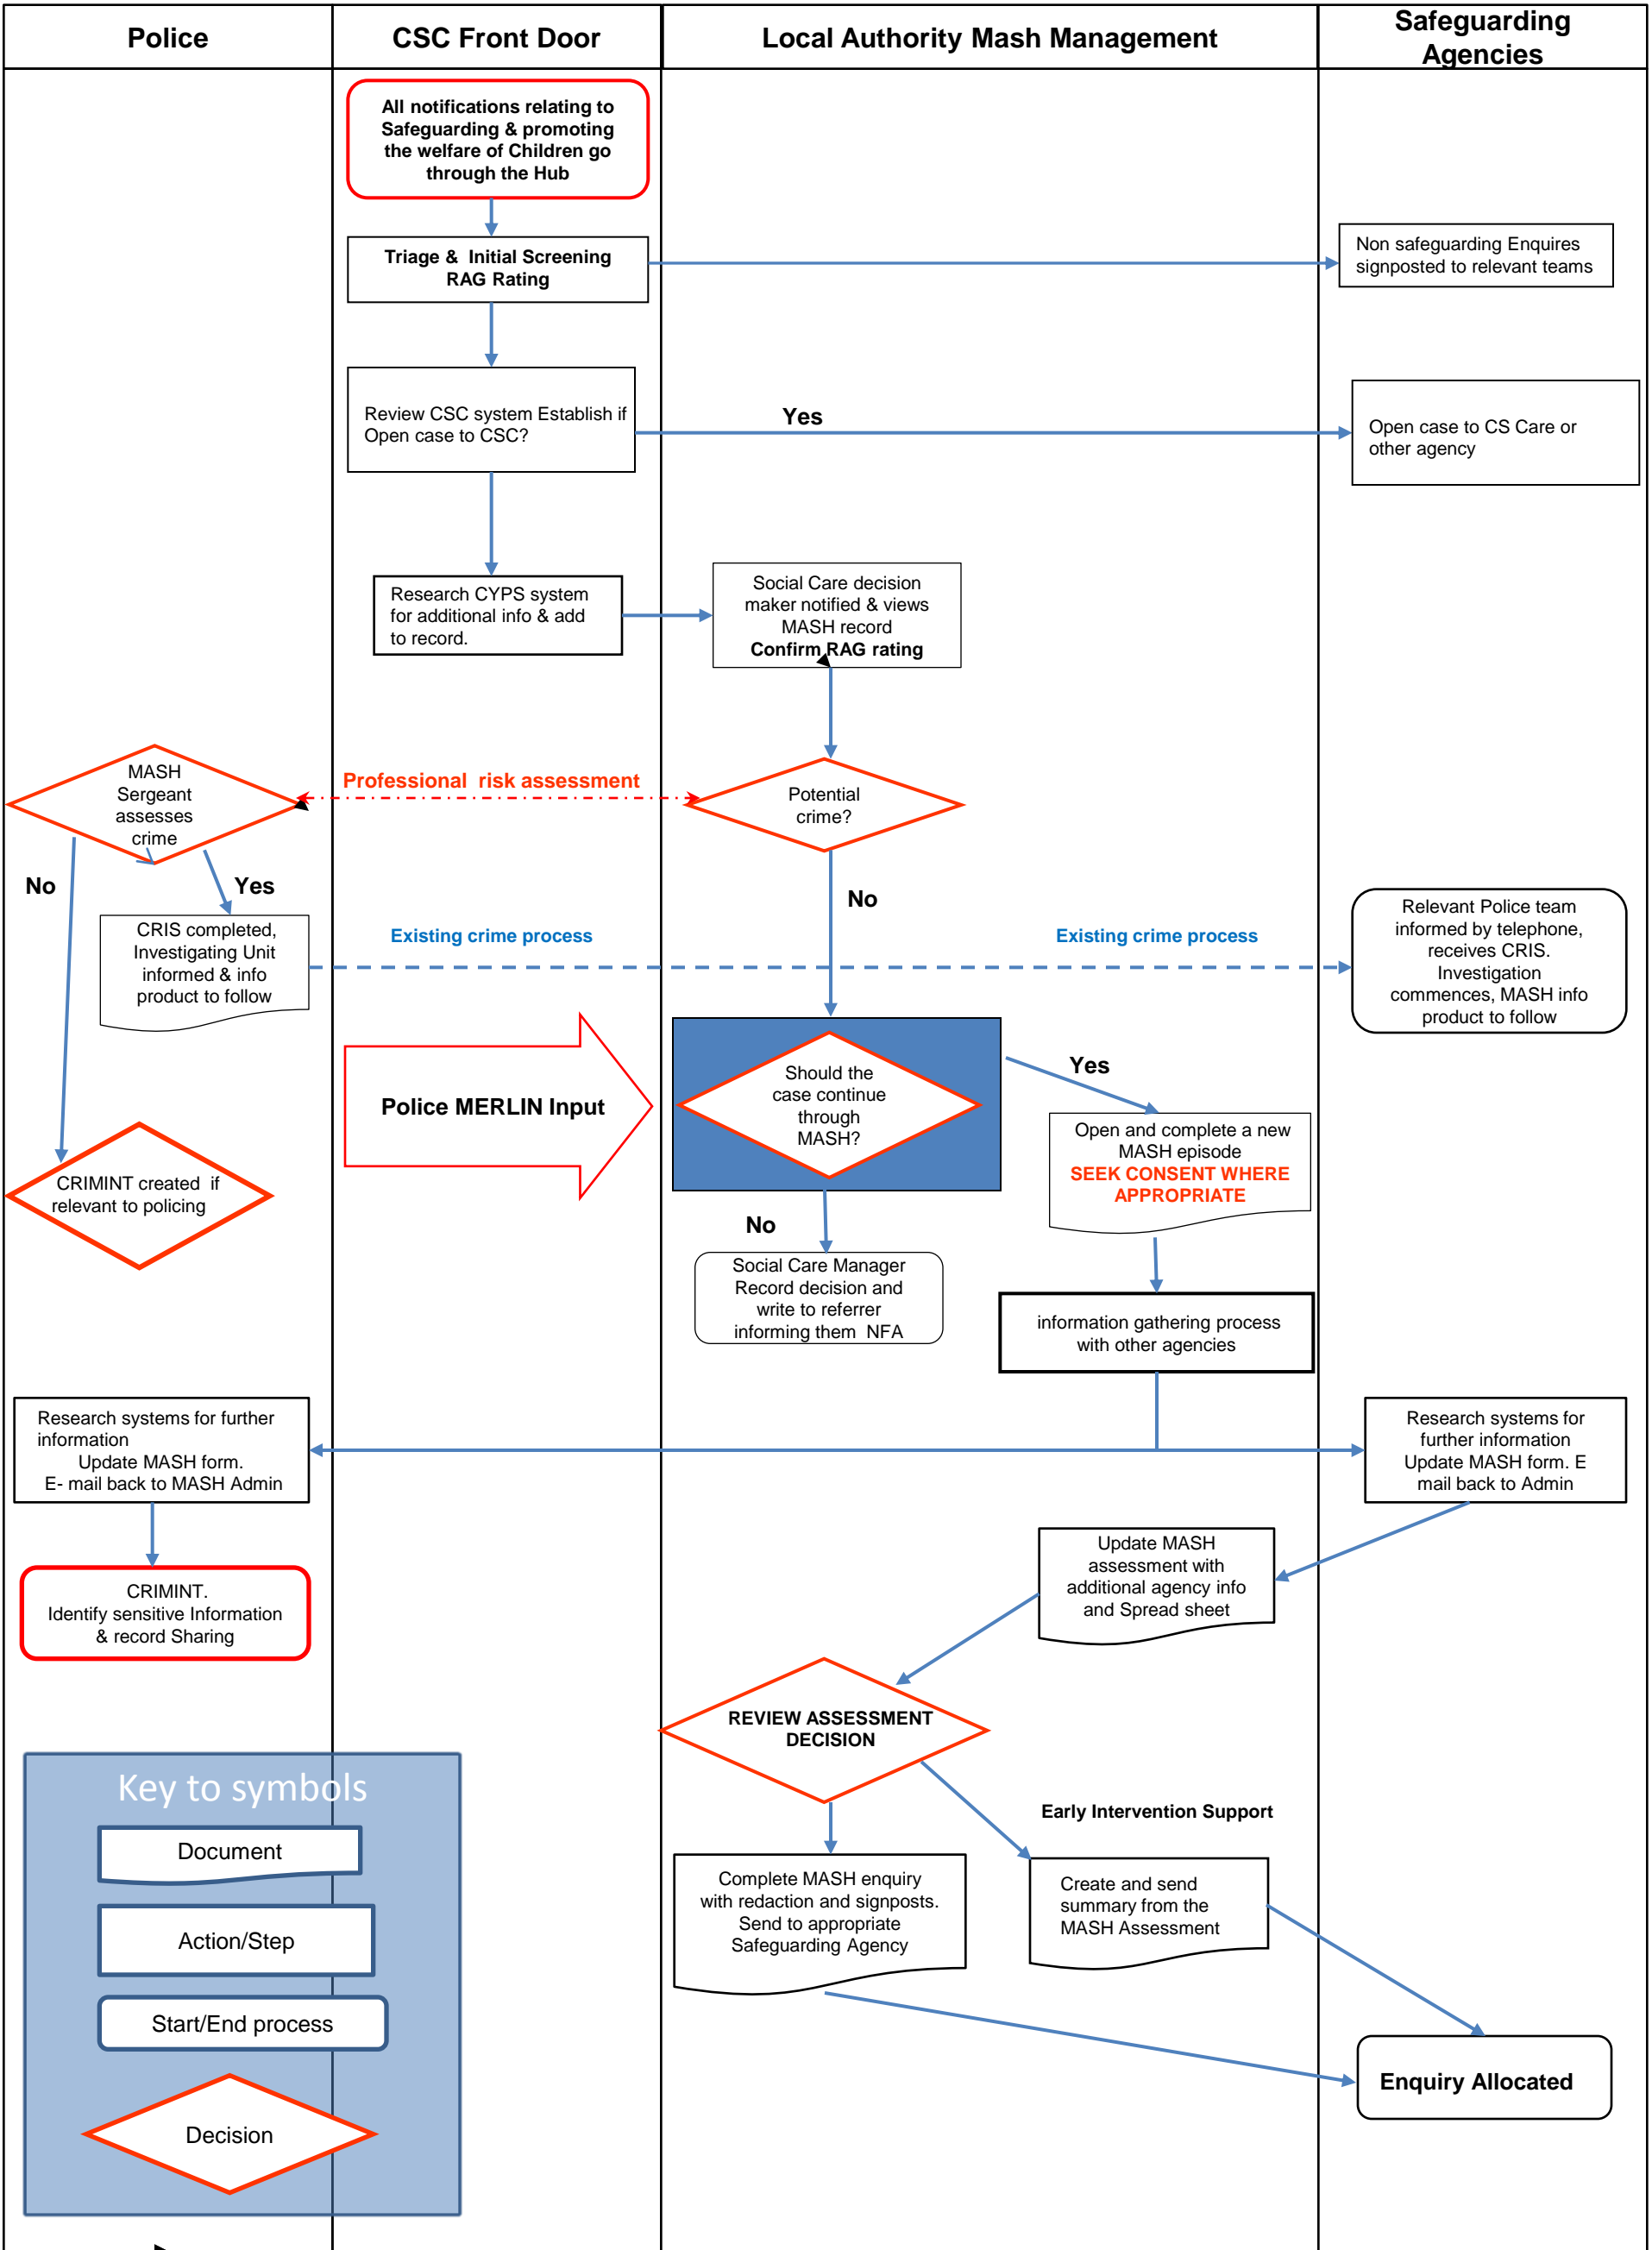 Police
CSC Front Door
Local Authority Mash Management
Safeguarding
Agencies
All notifications relating to
Safeguarding & promoting
the welfare of Children go
through the Hub
Triage &  Initial Screening
RAG Rating
Non safeguarding Enquires
signposted to relevant teams
Review CSC system Establish if
Open case to CSC?
Yes
Open case to CS Care or
other agency
Research CYPS system
for additional info & add
to record.
Social Care decision
maker notified & views
MASH record
Confirm RAG rating
MASH
Sergeant
assesses
crime
Professional  risk assessment
Potential
crime?
No
Yes
No
CRIS completed,
Investigating Unit
informed & info
product to follow
Existing crime process
Existing crime process
Relevant Police team
informed by telephone,
receives CRIS.
Investigation
commences, MASH info
product to follow
Police MERLIN Input
Should the
case continue
through
MASH?
Yes
Open and complete a new
MASH episode
SEEK CONSENT WHERE
APPROPRIATE
CRIMINT created  if
relevant to policing
No
Social Care Manager
Record decision and
write to referrer
informing them  NFA
information gathering process
with other agencies
Research systems for further
information
Update MASH form.
E- mail back to MASH Admin
Research systems for
further information
Update MASH form. E
mail back to Admin
CRIMINT.
Identify sensitive Information
& record Sharing
Update MASH
assessment with
additional agency info
and Spread sheet
REVIEW ASSESSMENT
DECISION
Early Intervention Support
Complete MASH enquiry
with redaction and signposts.
Send to appropriate
Safeguarding Agency
Create and send
summary from the
MASH Assessment
Enquiry Allocated
Key to symbols
Document
Action/Step
Start/End process
Decision